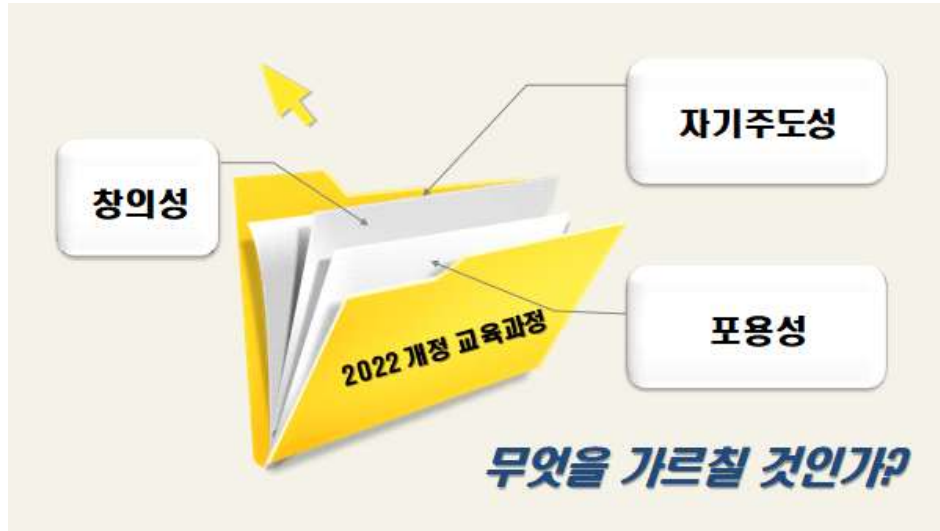 자기주도성
창의성
포용성
2022 개정 교육과정
무엇을 가르칠 것인가?